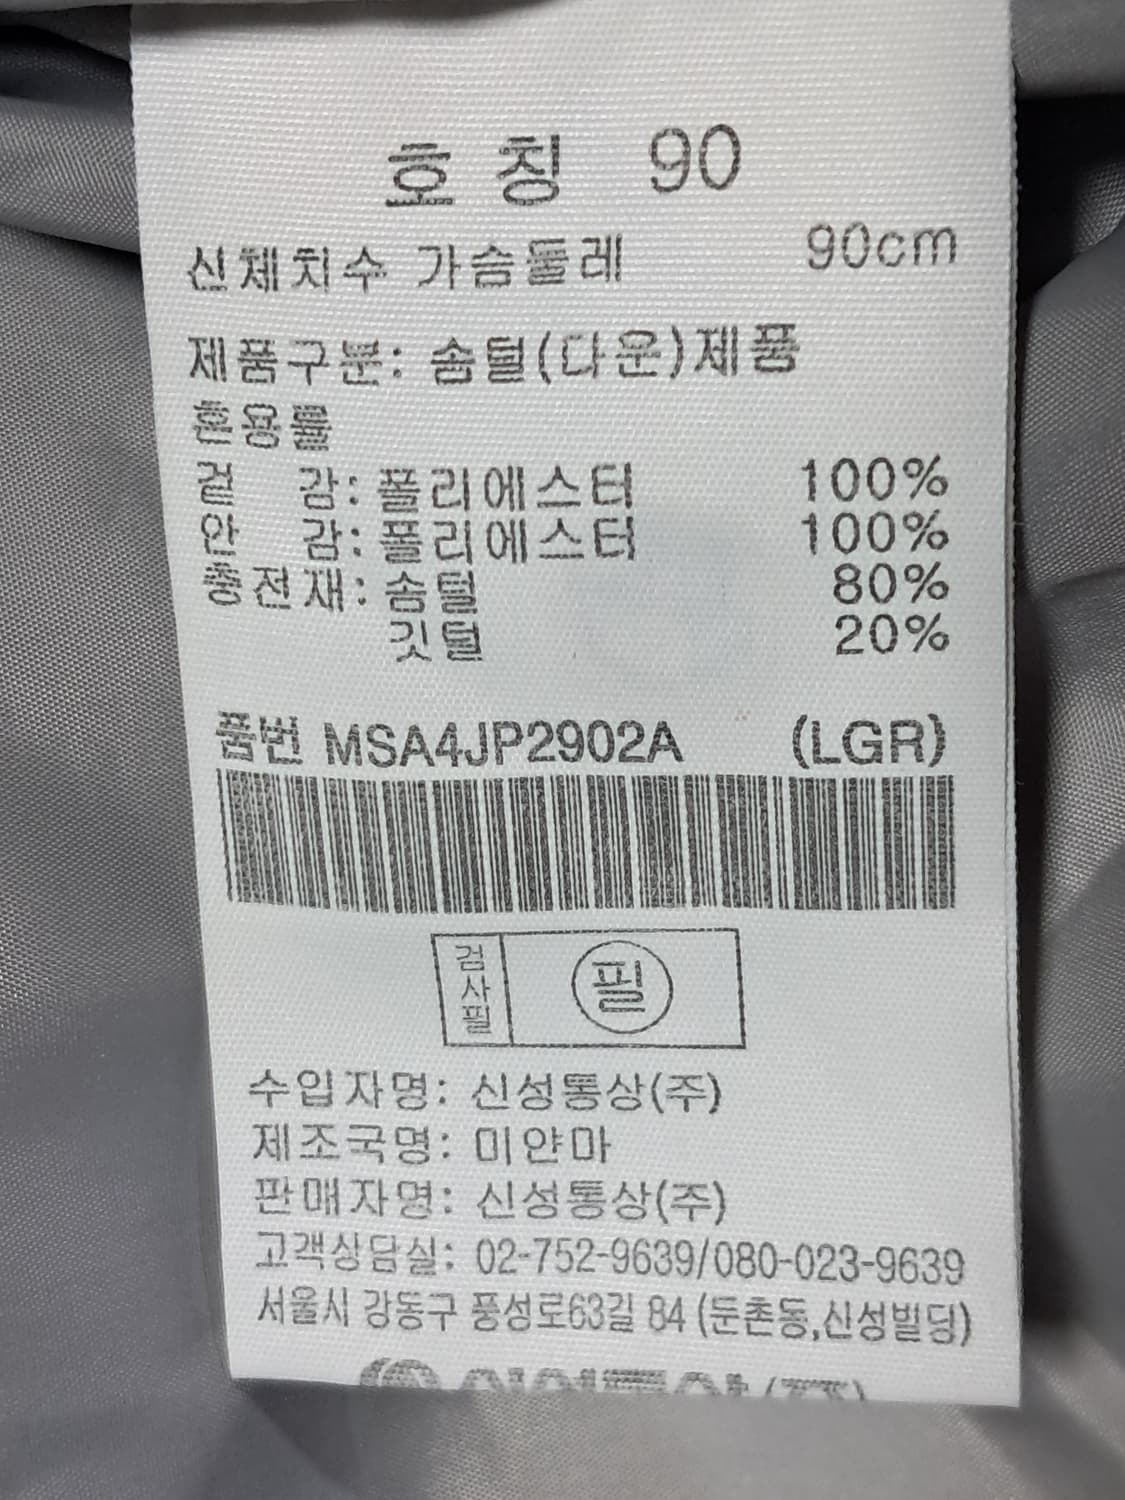 호 칭 90
신체치수 가슴둘레 90cm
제품구분: 솜털(다운)제품
혼용률
겉 감: 폴리에스터 100%
안 감: 폴리에스터 100%
충전재: 솜털 80%
깃털 20%
품번 MSA4JP2902A (LGR)
검사필 필
수입자명: 신성통상(주)
제조국명: 미얀마
판매자명: 신성통상(주)
고객상담실: 02-752-9639/080-023-9639
서울시 강동구 풍성로63길 84 (둔촌동,신성빌딩)